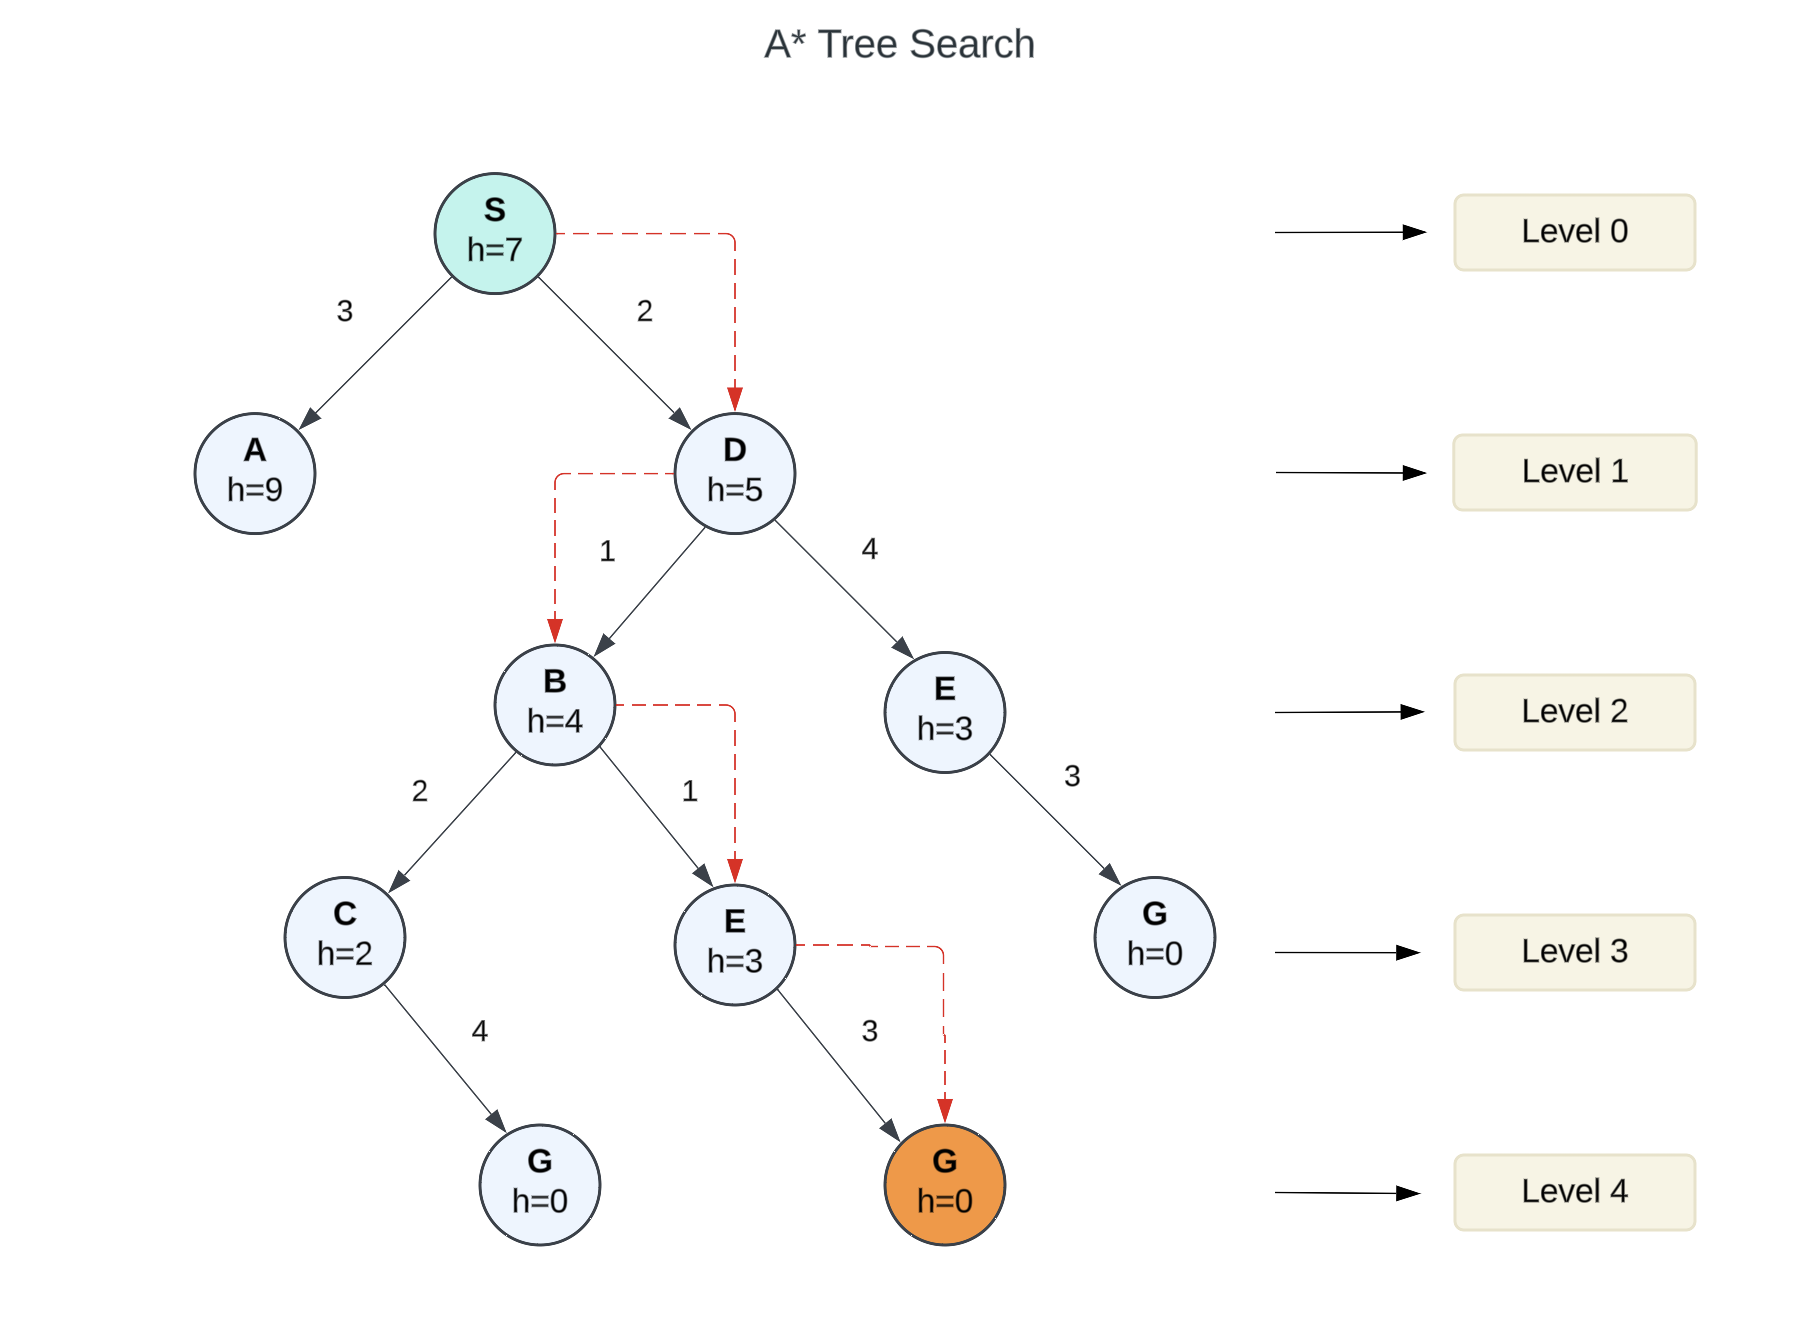 A* Tree Search
S
h=7
Level 0
3
2
A
h=9
D
h=5
Level 1
1
4
B
h=4
E
h=3
Level 2
2
1
3
C
h=2
E
h=3
G
h=0
Level 3
4
3
G
h=0
G
h=0
Level 4